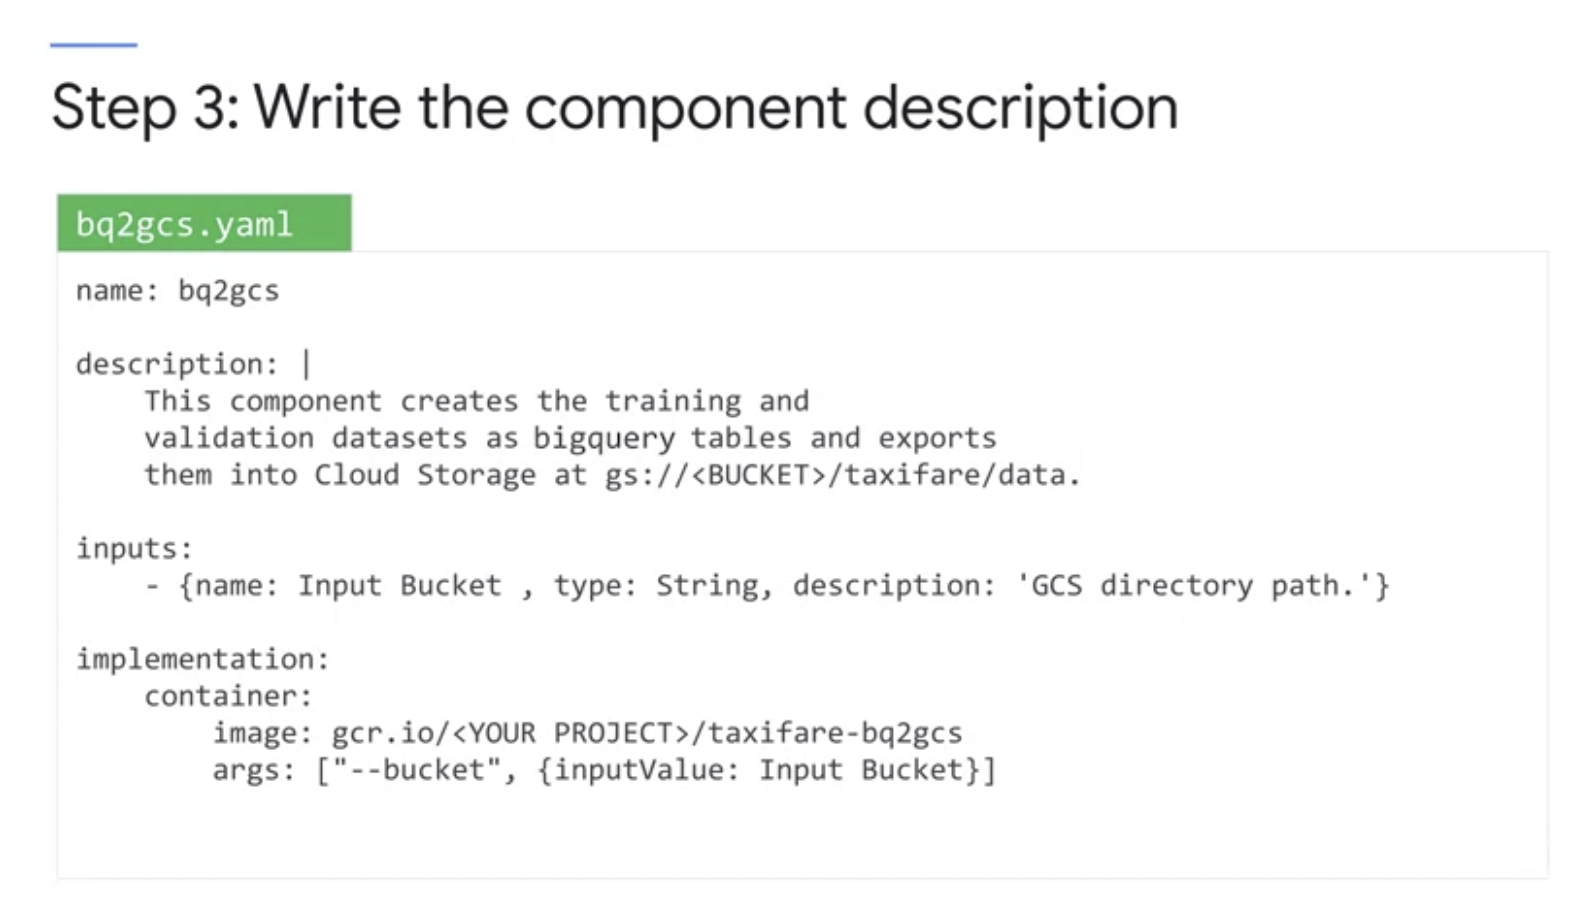 Step 3: Write the component description
bq2gcs.yaml
name: bq2gcs
description: |
This component creates the training and
validation datasets as bigquery tables and exports
them into Cloud Storage at gs://<BUCKET>/taxifare/data.
inputs:
- {name: Input Bucket , type: String, description: 'GCS directory path.'}
implementation:
container:
image: gcr.io/<YOUR PROJECT>/taxifare-bq2gcs
args: ["--bucket", {inputValue: Input Bucket}]